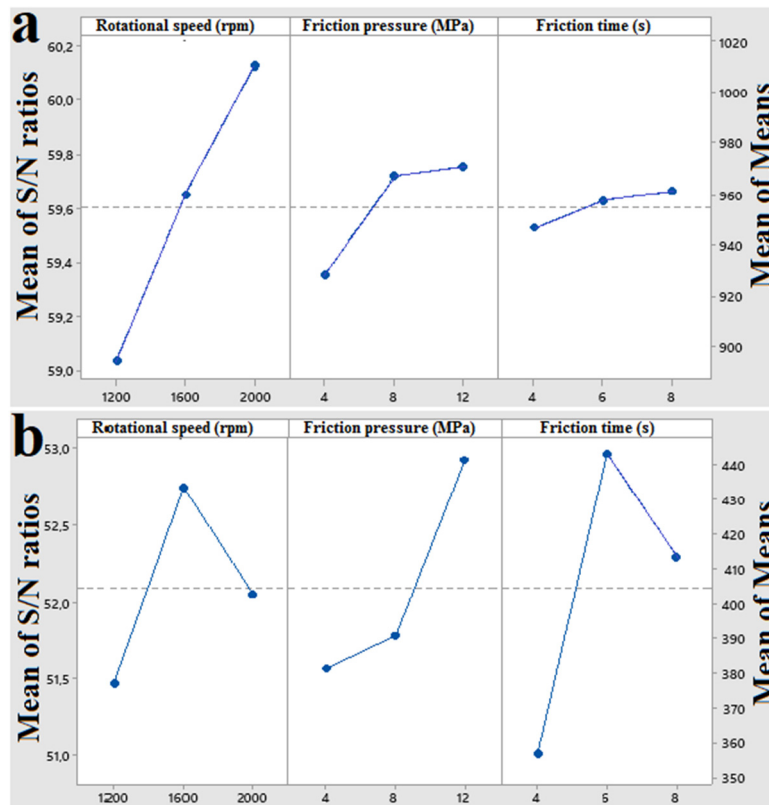 a
Rotational speed (rpm) Friction pressure (MPa) Friction time (s)
Mean of S/N ratios
60,2
60,0
59,8
59,6
59,4
59,2
59,0
1020
1000
980
960
940
920
900
Mean of Means
1200 1600 2000 4 8 12 4 6 8
b
Rotational speed (rpm) Friction pressure (MPa) Friction time (s)
Mean of S/N ratios
53,0
52,5
52,0
51,5
51,0
440
430
420
410
400
390
380
370
360
350
Mean of Means
1200 1600 2000 4 8 12 4 6 8